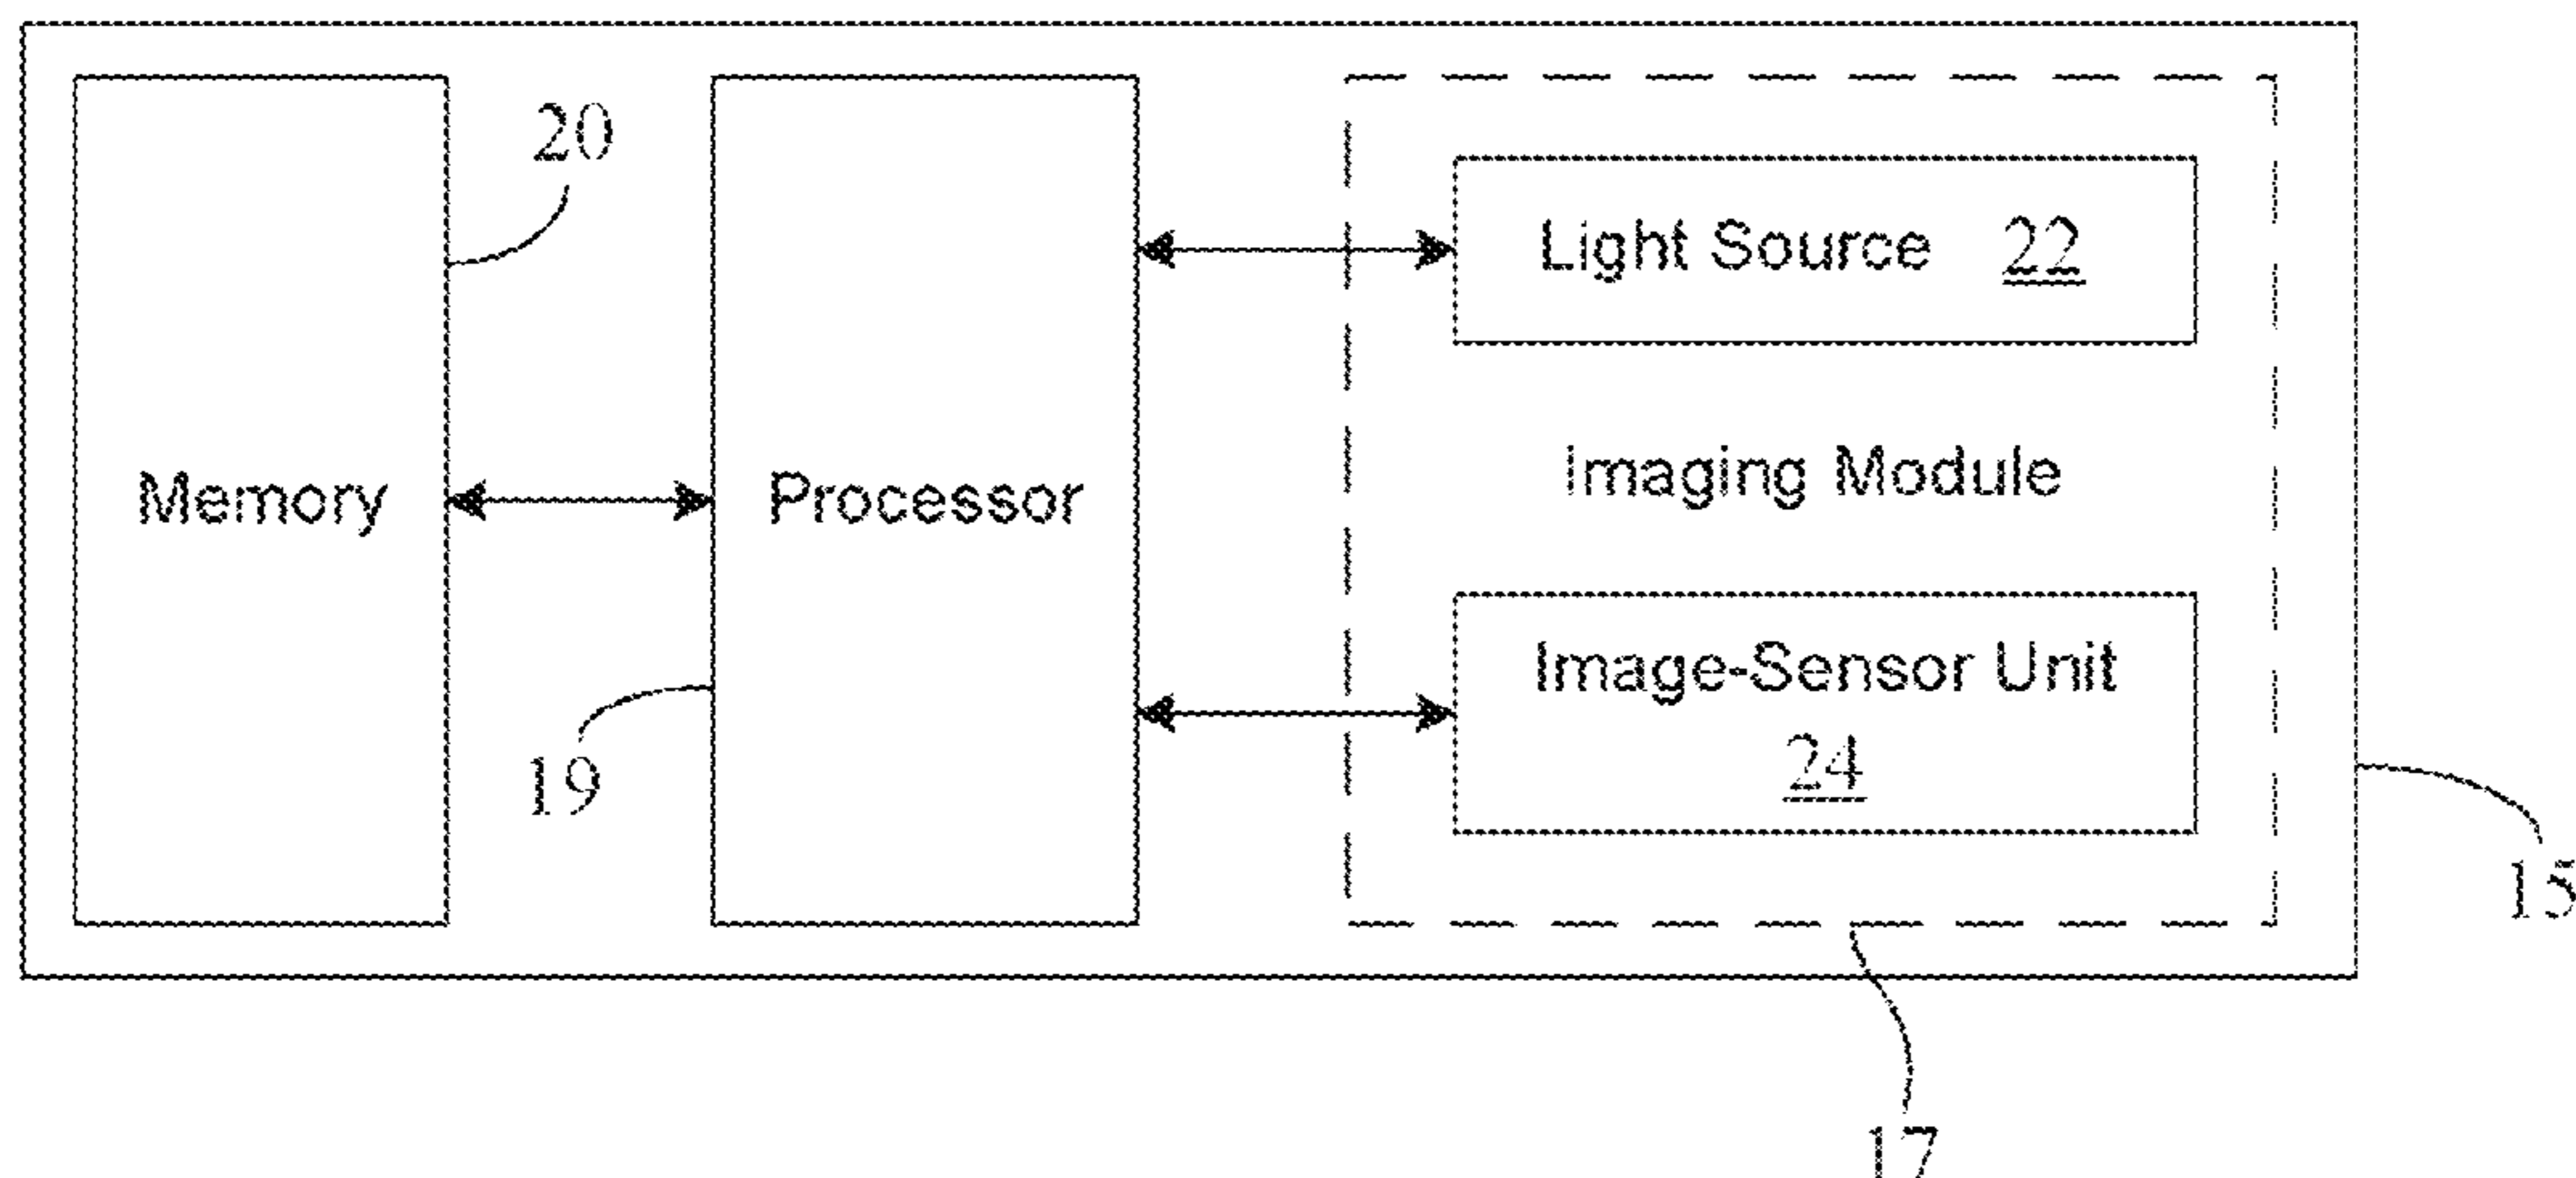 20
Light Source 22
Memory
Processor
Imaging Module
Image-Sensor Unit
24
19
15
17